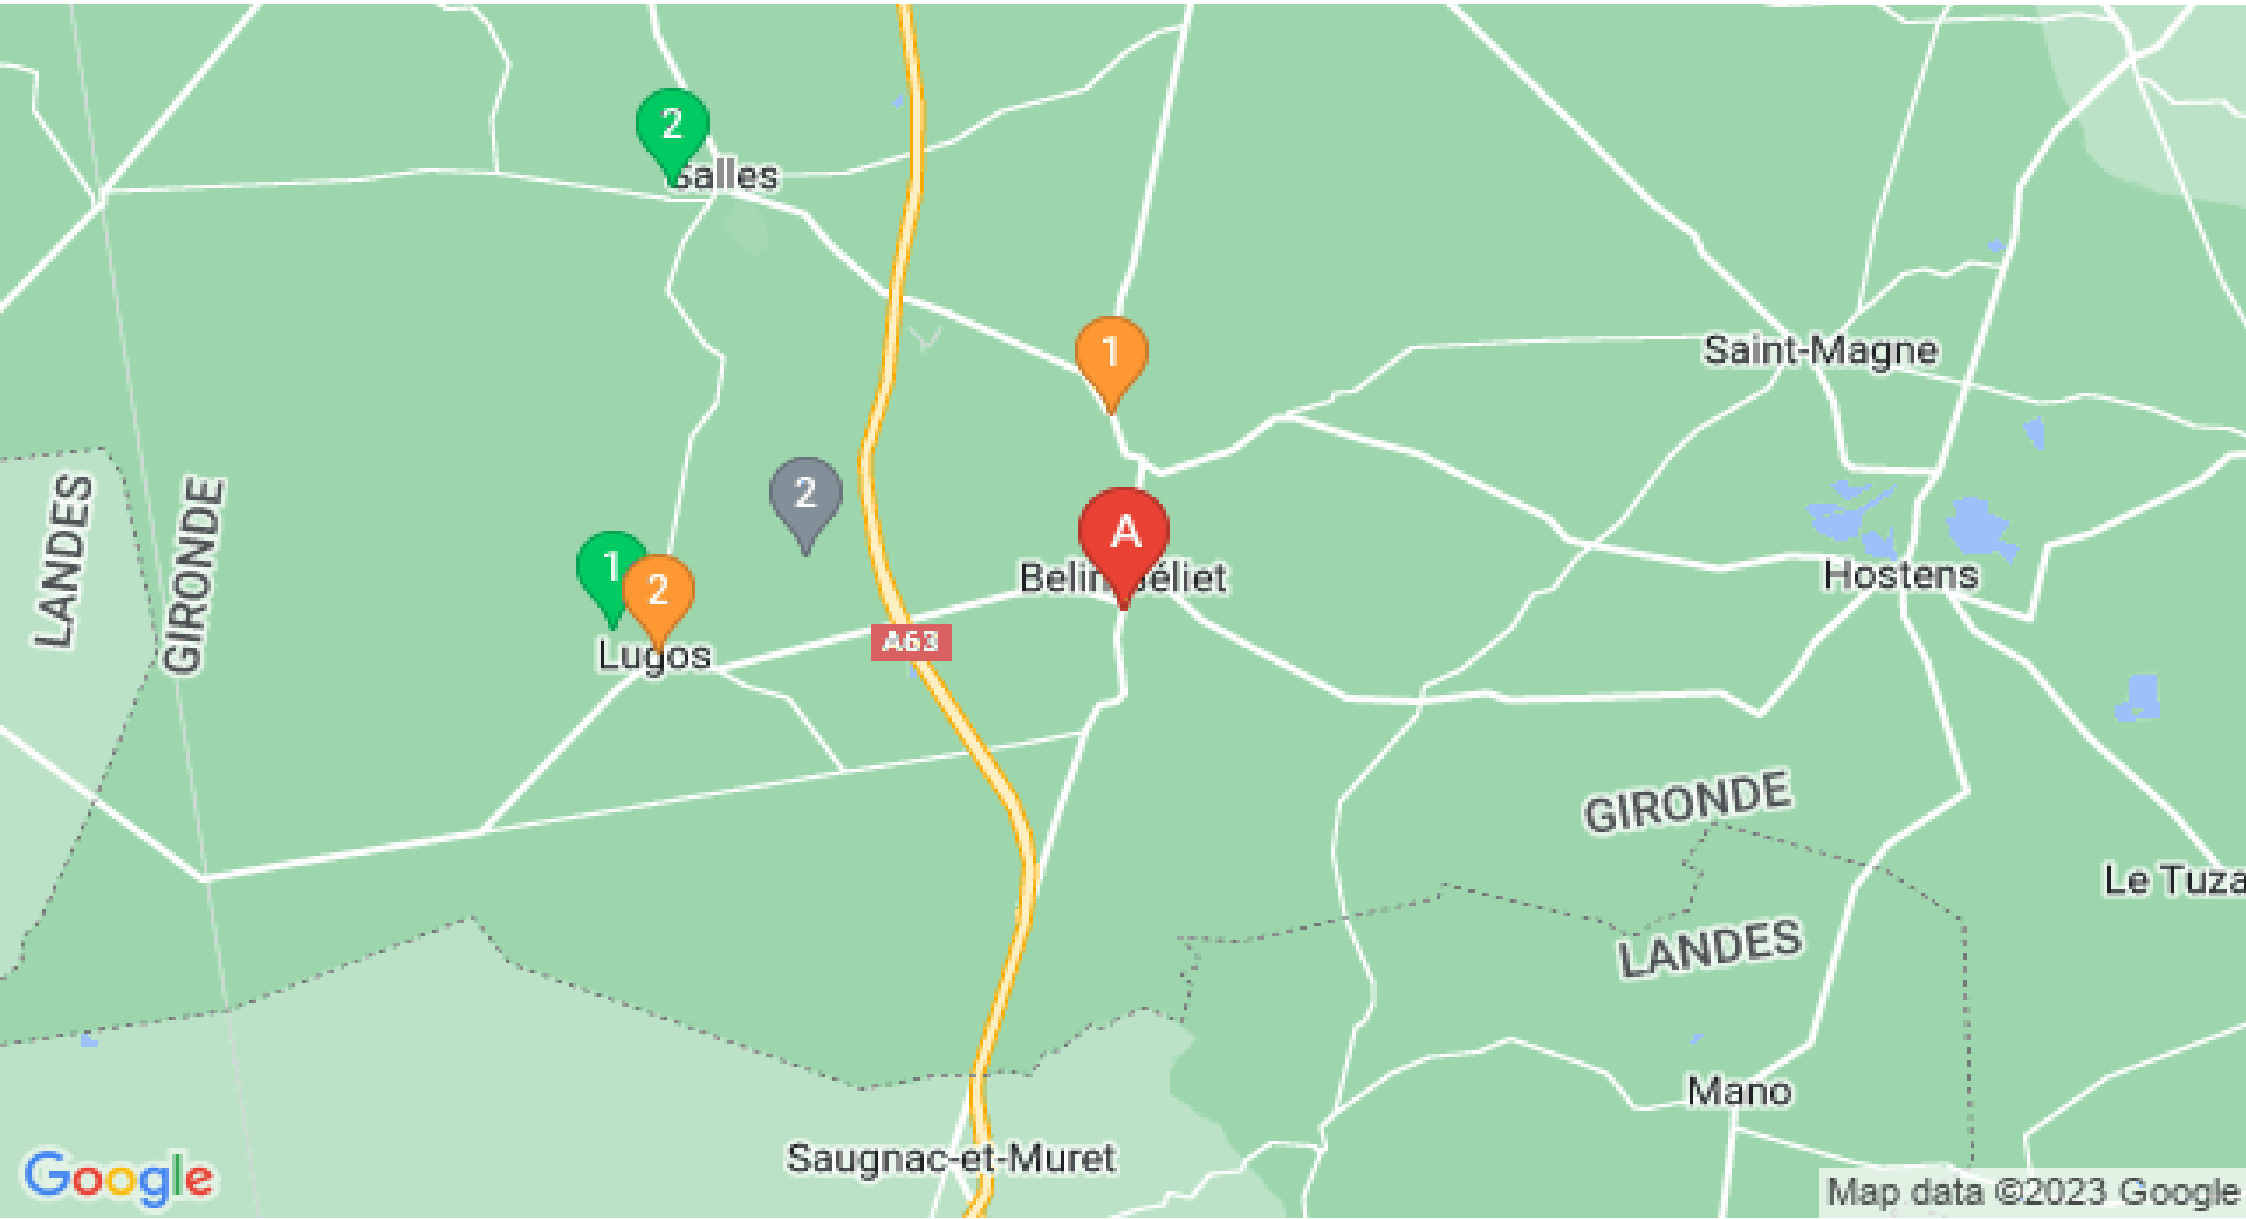 2
Salles
1
Saint-Magne
LANDES
GIRONDE
2
A
1
2
Belin-Béliet
Hostens
Lugos
A63
GIRONDE
Le Tuza
LANDES
Mano
Saugnac-et-Muret
Google
Map data ©2023 Google